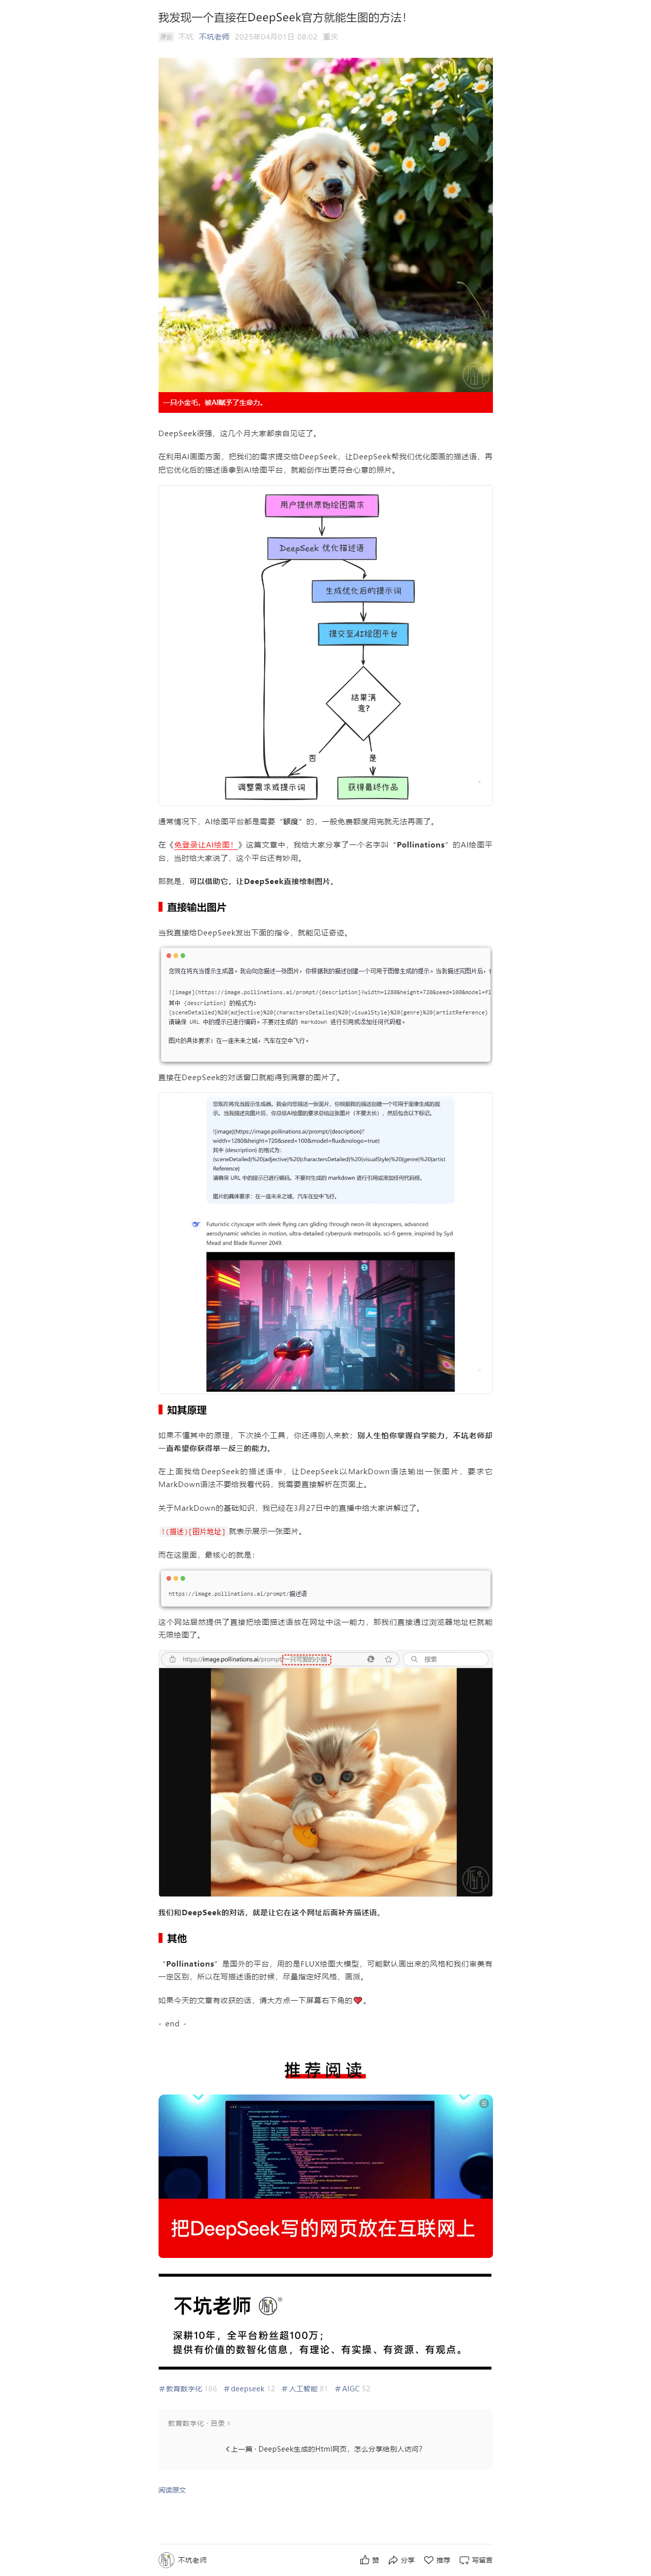 我发现一个直接在DeepSeek官方就能生图的方法！
原创 不坑 不坑老师 2025年04月01日 08:02 重庆
一只小金毛，被AI赋予了生命力。
DeepSeek很强，这几个月大家都亲自见证了。
在利用AI画图方面，把我们的需求提交给DeepSeek，让DeepSeek帮我们优化图画的描述语，再
把它优化后的描述语拿到AI绘图平台，就能创作出更符合心意的照片。
用户提供原始绘图需求
DeepSeek 优化描述语
生成优化后的提示词
提交至AI绘图平台
结果满
意?
否
是
调整需求或提示词
获得最终作品
通常情况下，AI绘图平台都是需要“额度”的，一般免费额度用完就无法再画了。
在《免登录让AI绘图！》这篇文章中，我给大家分享了一个名字叫“Pollinations”的AI绘图平
台，当时给大家说了，这个平台还有妙用。
那就是，可以借助它，让DeepSeek直接绘制图片。
直接输出图片
当我直接给DeepSeek发出下面的指令，就能见证奇迹。
您现在将充当提示生成器。我会向您描述一张图片，你根据我的描述创建一个可用于图像生成的提示。当我描述完图片后，
![image](https://image.pollinations.ai/prompt/{description}?width=1280&height=720&seed=100&model=fl
其中 {description} 的格式为：
{sceneDetailed}%20{adjective}%20{charactersDetailed}%20{visualStyle}%20{genre}%20{artistReference}
请确保 URL 中的提示已进行编码。不要对生成的 markdown 进行引用或添加任何代码框。
图片的具体要求：在一座未来之城，汽车在空中飞行。
直接在DeepSeek的对话窗口就能得到满意的图片了。
您现在将充当提示生成器。我会向您描述一张图片，你根据我的描述创建一个可用于图像生成的提
示。当我描述完图片后，你总结AI绘图的要求总结这张图片（不要太长），然后包含以下标记。
![image](https://image.pollinations.ai/prompt/{description}?
width=1280&height=720&seed=100&model=flux&nologo=true)
其中 {description} 的格式为：
{sceneDetailed}%20{adjective}%20{charactersDetailed}%20{visualStyle}%20{genre}%20{artist
Reference}
请确保 URL 中的提示已进行编码。不要对生成的 markdown 进行引用或添加任何代码框。
图片的具体要求：在一座未来之城，汽车在空中飞行。
Futuristic cityscape with sleek flying cars gliding through neon-lit skyscrapers, advanced
aerodynamic vehicles in motion, ultra-detailed cyberpunk metropolis, sci-fi genre, inspired by Syd
Mead and Blade Runner 2049.
知其原理
如果不懂其中的原理，下次换个工具，你还得别人来教；别人生怕你掌握自学能力，不坑老师却
一直希望你获得举一反三的能力。
在上面我给DeepSeek的描述语中，让DeepSeek以MarkDown语法输出一张图片，要求它
MarkDown语法不要给我看代码，我需要直接解析在页面上。
关于MarkDown的基础知识，我已经在3月27日中的直播中给大家讲解过了。
!(描述)[图片地址] 就表示展示一张图片。
而在这里面，最核心的就是：
https://image.pollinations.ai/prompt/描述语
这个网站居然提供了直接把绘图描述语放在网址中这一能力，那我们直接通过浏览器地址栏就能
无限绘图了。
https://image.pollinations.ai/prompt/一只可爱的小猫 搜索
我们和DeepSeek的对话，就是让它在这个网址后面补齐描述语。
其他
“Pollinations”是国外的平台，用的是FLUX绘图大模型，可能默认画出来的风格和我们审美有
一定区别，所以在写描述语的时候，尽量指定好风格，画派。
如果今天的文章有收获的话，请大方点一下屏幕右下角的❤️。
- end -
推荐阅读
把DeepSeek写的网页放在互联网上
不坑老师
深耕10年，全平台粉丝超100万；
提供有价值的数智化信息，有理论、有实操、有资源、有观点。
#教育数字化 166 #deepseek 12 #人工智能 81 #AIGC 52
教育数字化 · 目录
上一篇 · DeepSeek生成的Html网页，怎么分享给别人访问？
阅读原文
不坑老师 赞 分享 推荐 写留言